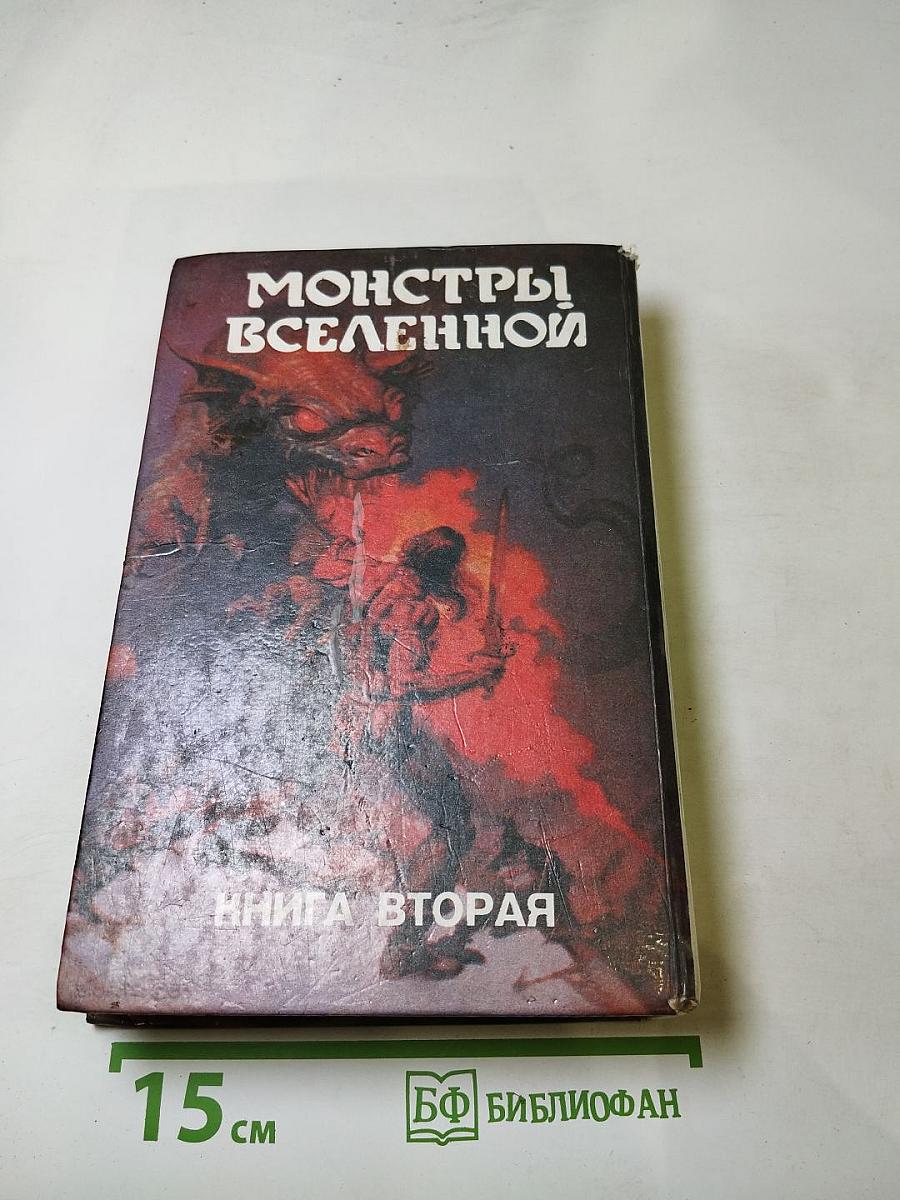 МОНСТРЫ
ВСЕЛЕННОЙ
КНИГА ВТОРАЯ
15 см
БФ БИБЛИОФАН